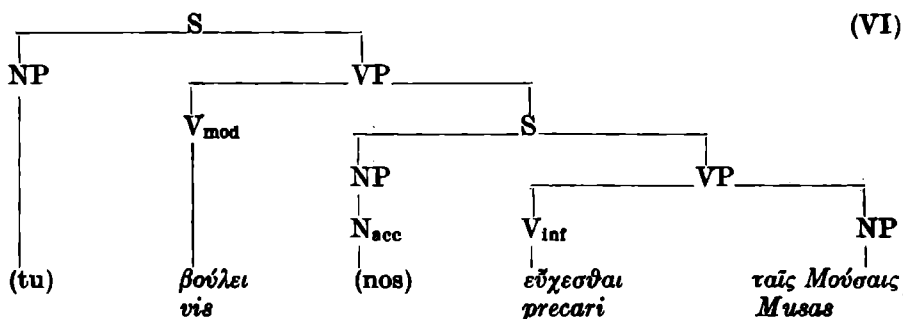 S (VI)
NP VP
V_mod S
NP VP
N_acc V_inf NP
(tu) βούλει (nos) εὔχεσθαι ταῖς Μούσαις
vis precari Musas